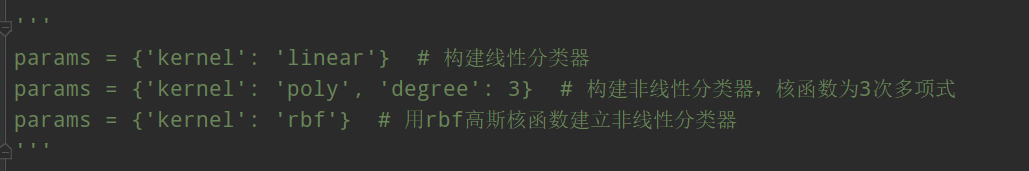 '''
params = {'kernel': 'linear'}  # 构建线性分类器
params = {'kernel': 'poly', 'degree': 3}  # 构建非线性分类器，核函数为3次多项式
params = {'kernel': 'rbf'}  # 用rbf高斯核函数建立非线性分类器
'''